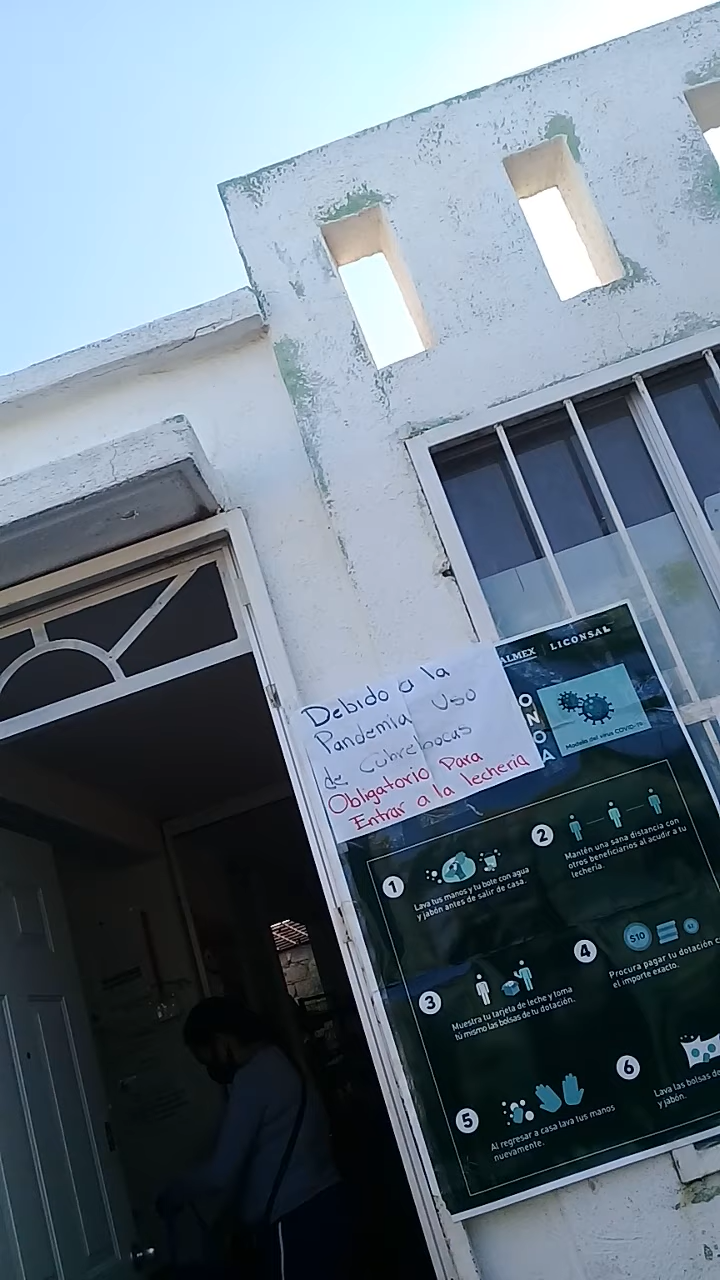 Debido a la
Pandemia Uso
de Cubrebocas
Obligatorio Para
Entrar a la lecheria
LICONSAL
Modelo del virus COVID-19
1
Lava tus manos y tu bote con agua
y jabón antes de salir de casa.
2
Mantén una sana distancia con
otros beneficiarios al acudir a tu
lechería.
3
Muestra tu tarjeta de leche y toma
tú mismo las bolsas de tu dotación.
4
$10
Procura pagar tu dotación c
el importe exacto.
5
Al regresar a casa lava tus manos
nuevamente.
6
Lava las bolsas de
y jabón.